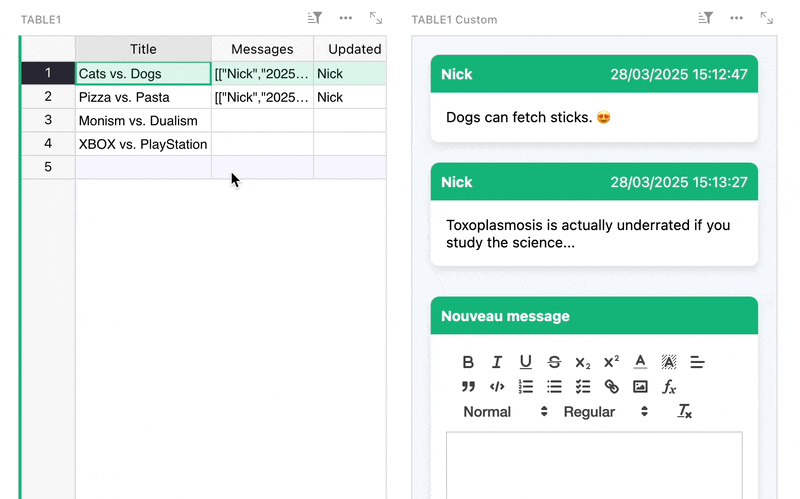 TABLE1
Title Messages Updated
1 Cats vs. Dogs [["Nick","2025... Nick
2 Pizza vs. Pasta [["Nick","2025... Nick
3 Monism vs. Dualism
4 XBOX vs. PlayStation
5
TABLE1 Custom
Nick 28/03/2025 15:12:47
Dogs can fetch sticks. 😍
Nick 28/03/2025 15:13:27
Toxoplasmosis is actually underrated if you
study the science...
Nouveau message
Normal Regular